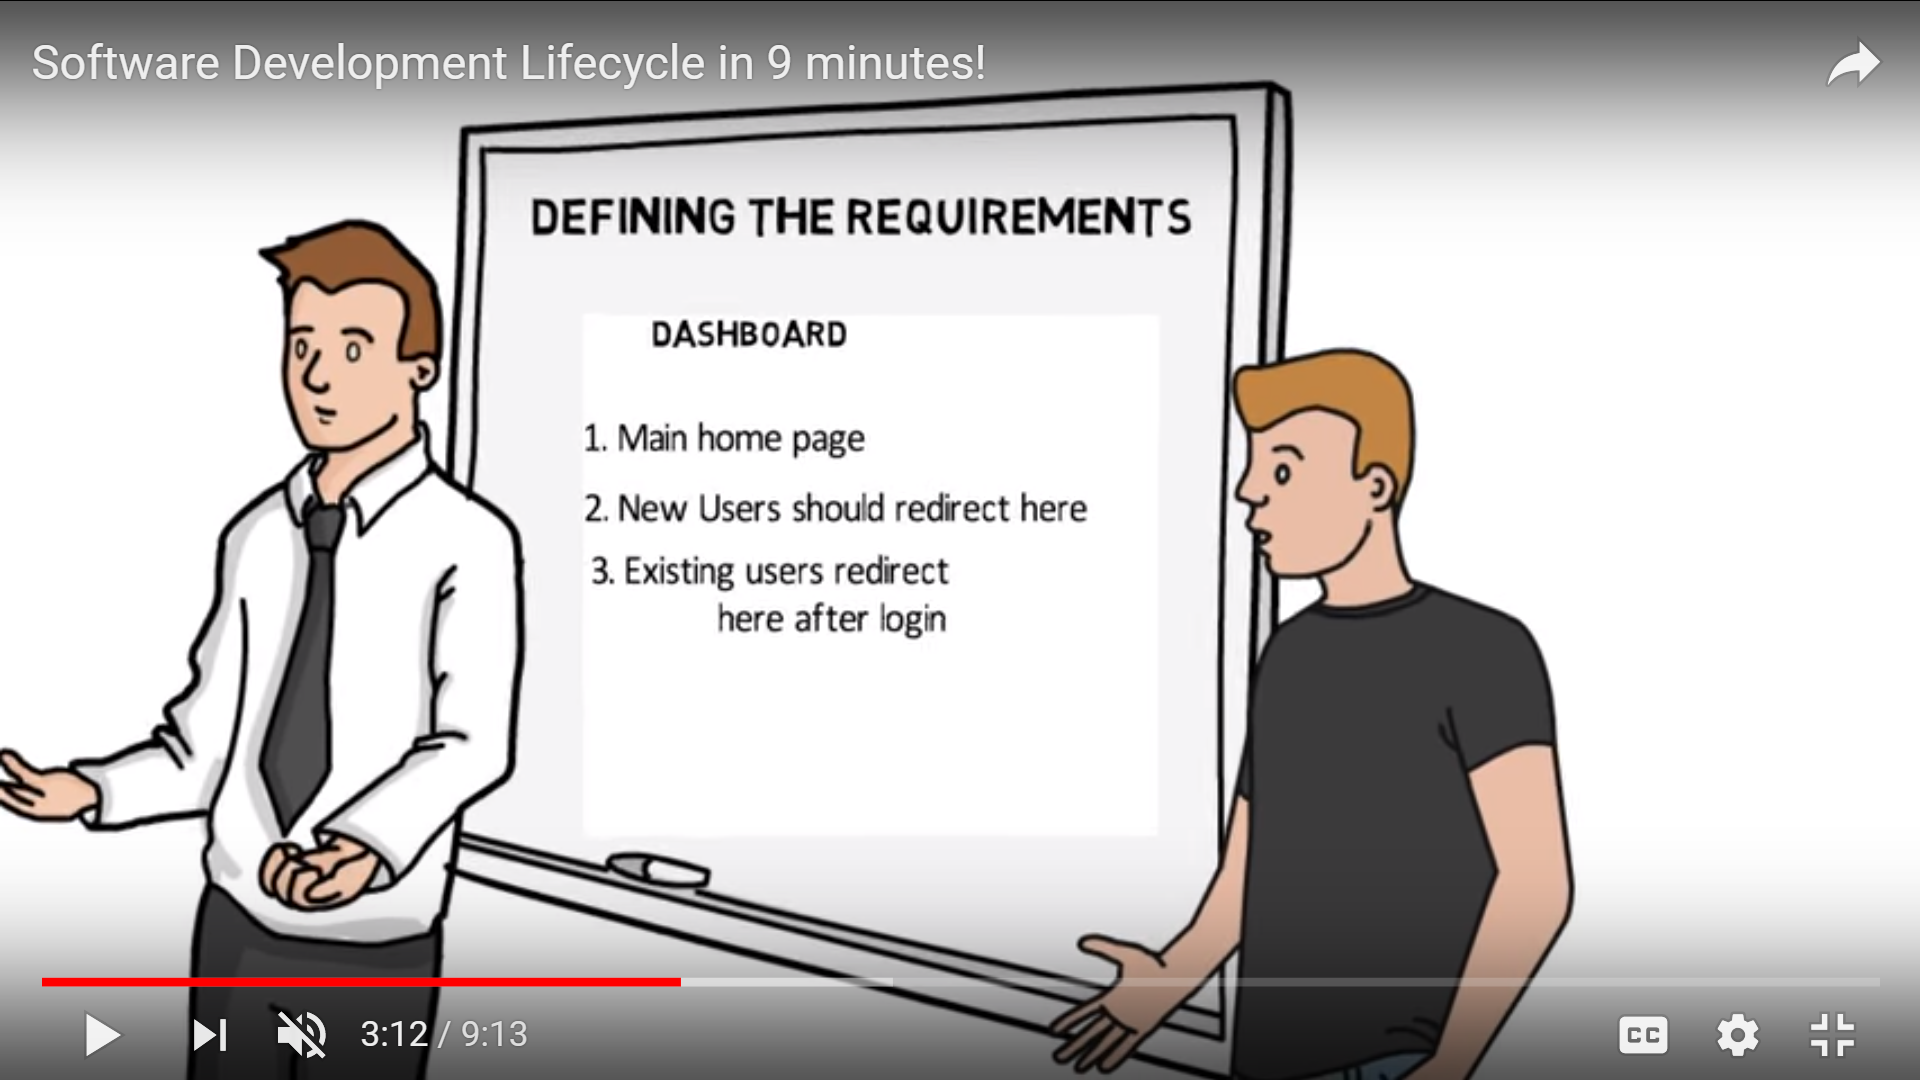 Software Development Lifecycle in 9 minutes!
DEFINING THE REQUIREMENTS
DASHBOARD
1. Main home page
2. New Users should redirect here
3. Existing users redirect
here after login
3:12 / 9:13
CC